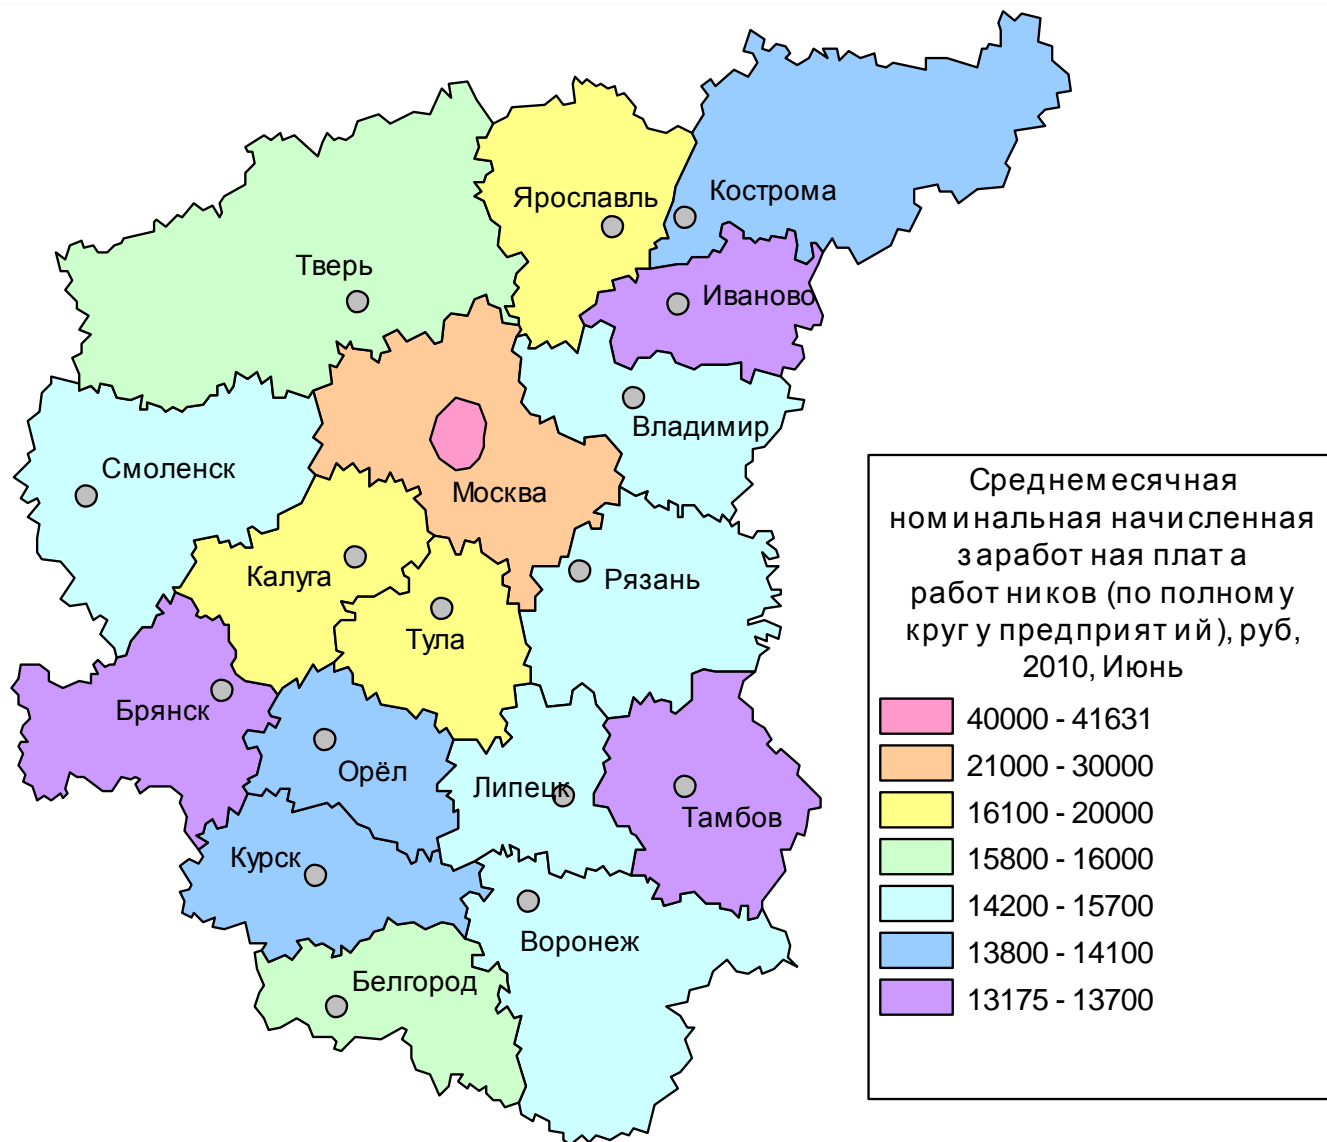 Кострома
Ярославль
Тверь
Иваново
Владимир
Смоленск
Москва
Калуга
Рязань
Тула
Брянск
Орёл
Липецк
Тамбов
Курск
Воронеж
Белгород
Среднемесячная
номинальная начисленная
заработная плата
работников (по полному
кругу предприятий), руб,
2010, Июнь
40000 - 41631
21000 - 30000
16100 - 20000
15800 - 16000
14200 - 15700
13800 - 14100
13175 - 13700